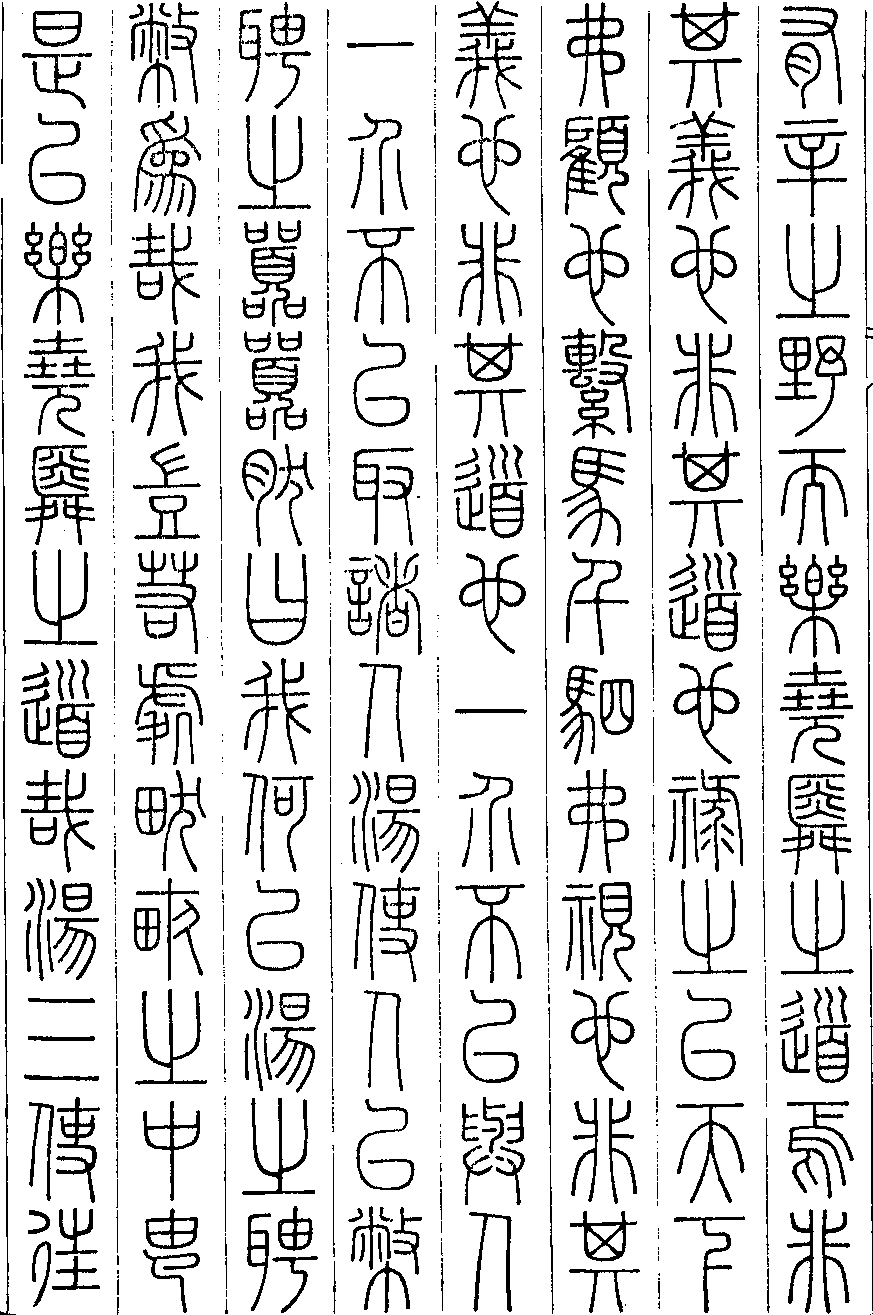 有辛之野而樂堯舜之道焉非
其義也非其道也祿之以天下
弗顧也繫馬千駟弗視也非其
義也非其道也一介不以與人
一介不以取諸人湯使人以幣
聘之囂囂然曰我何以湯之聘
幣爲哉我豈若處畎畝之中由
是以樂堯舜之道哉湯三使往